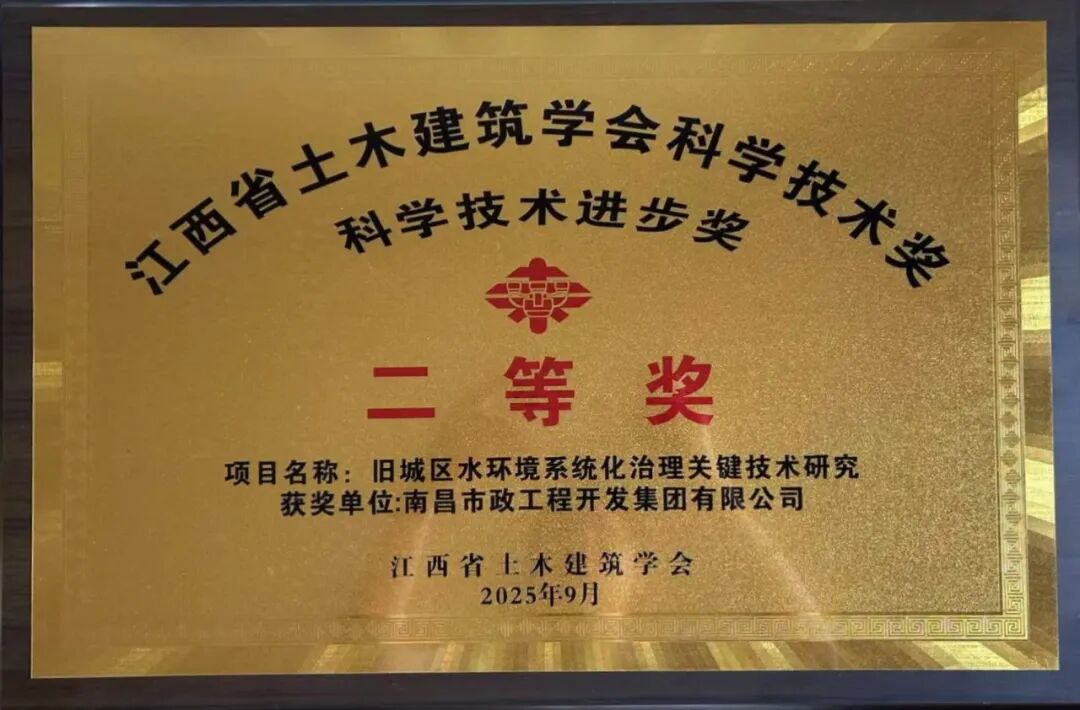 江西省土木建筑学会科学技术奖
科学技术进步奖
二等奖
项目名称：旧城区水环境系统化治理关键技术研究
获奖单位:南昌市政工程开发集团有限公司
江西省土木建筑学会
2025年9月